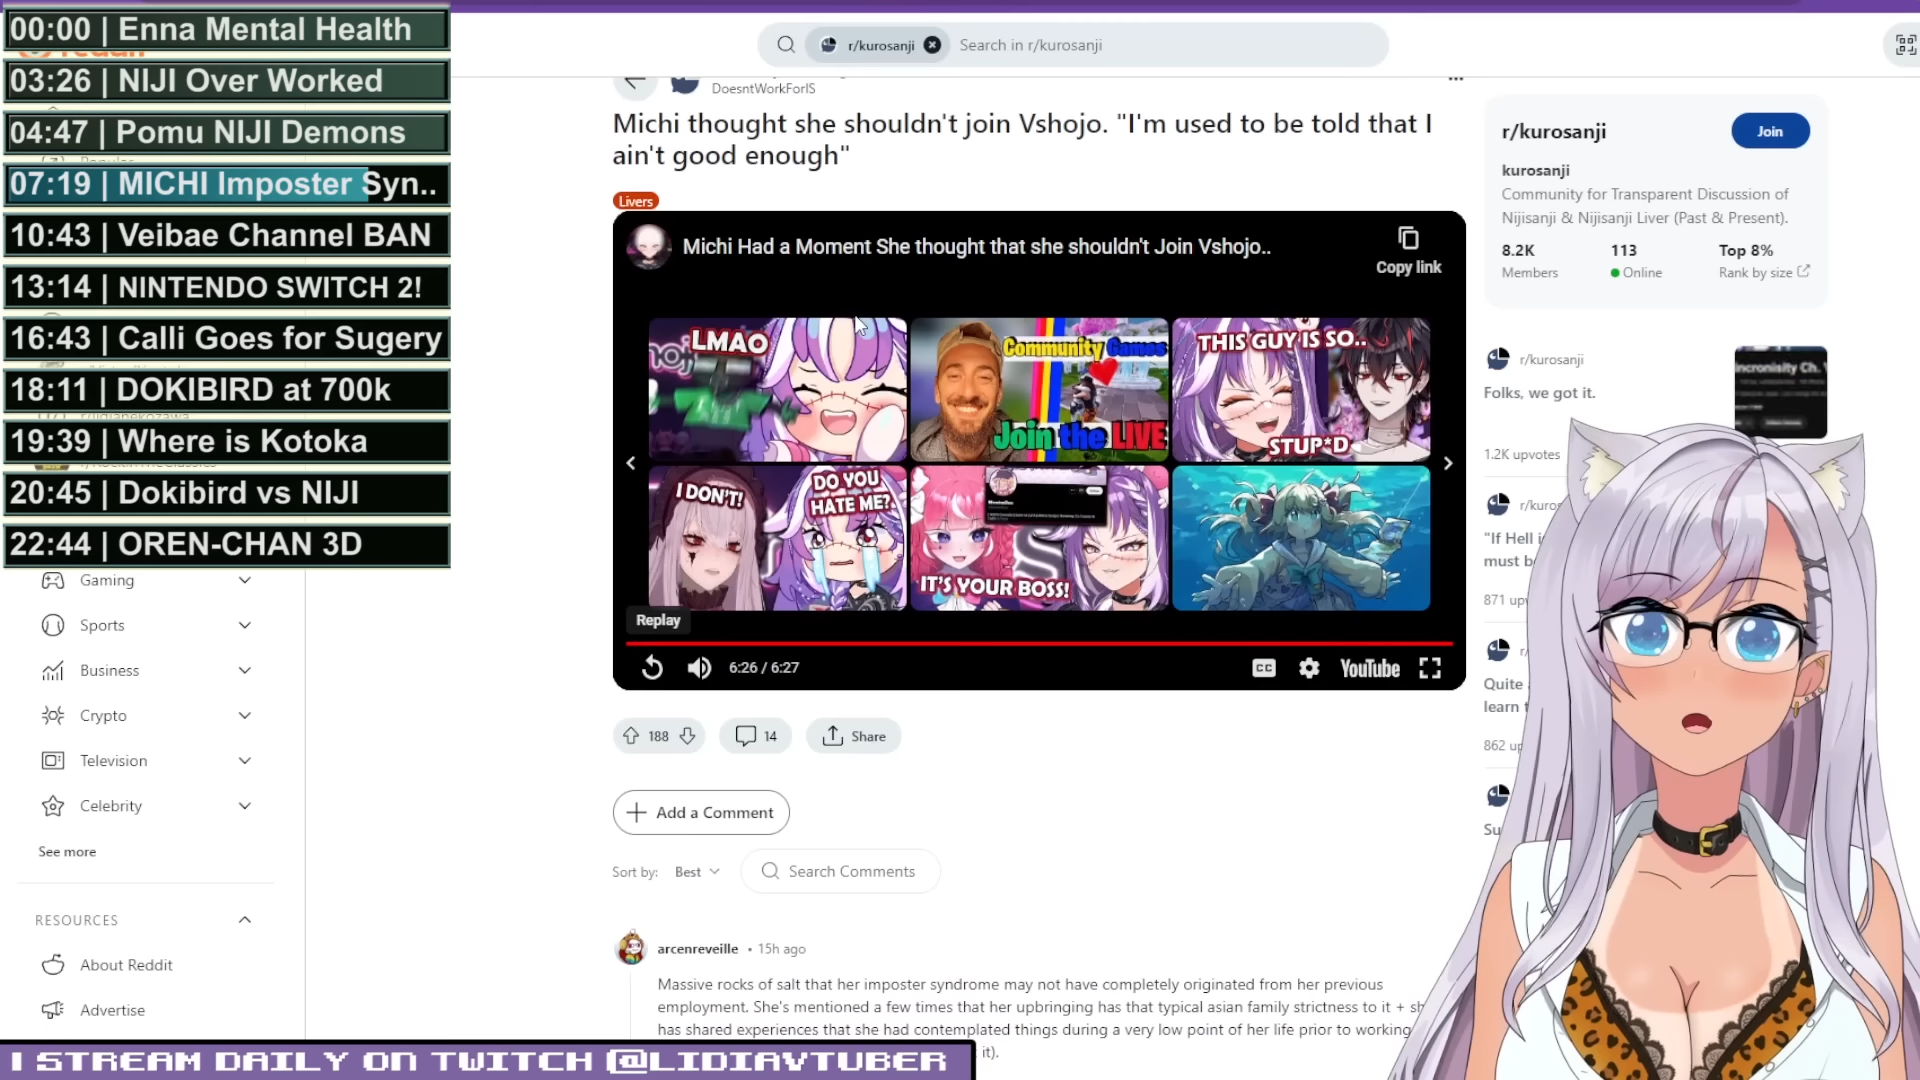 00:00 | Enna Mental Health
03:26 | NIJI Over Worked
04:47 | Pomu NIJI Demons
07:19 | MICHI Imposter Syn..
10:43 | Veibae Channel BAN
13:14 | NINTENDO SWITCH 2!
16:43 | Calli Goes for Sugery
18:11 | DOKIBIRD at 700k
19:39 | Where is Kotoka
20:45 | Dokibird vs NIJI
22:44 | OREN-CHAN 3D
Gaming
Sports
Business
Crypto
Television
Celebrity
See more
RESOURCES
About Reddit
Advertise
r/kurosanji
Search in r/kurosanji
DoesntWorkForIS
Michi thought she shouldn't join Vshojo. "I'm used to be told that I
ain't good enough"
Livers
Michi Had a Moment She thought that she shouldn't Join Vshojo..
Copy link
LMAO
Community Games
Join the LIVE
THIS GUY IS SO..
STUP*D
I DON'T!
DO YOU
HATE ME?
IT'S YOUR BOSS!
Replay
6:26 / 6:27
CC
YouTube
188
14
Share
Add a Comment
Sort by:
Best
Search Comments
arcenreveille • 15h ago
Massive rocks of salt that her imposter syndrome may not have completely originated from her previous
employment. She's mentioned a few times that her upbringing has that typical asian family strictness to it + sh
has shared experiences that she had contemplated things during a very low point of her life prior to working
it).
r/kurosanji
Join
kurosanji
Community for Transparent Discussion of
Nijisanji & Nijisanji Liver (Past & Present).
8.2K
113
Top 8%
Members
Online
Rank by size
r/kurosanji
Folks, we got it.
1.2K upvotes
r/kuros
"If Hell i
must b
871 upv
r/
Quite
learn t
862 up
Su
I STREAM DAILY ON TWITCH @LIDIAVTUBER